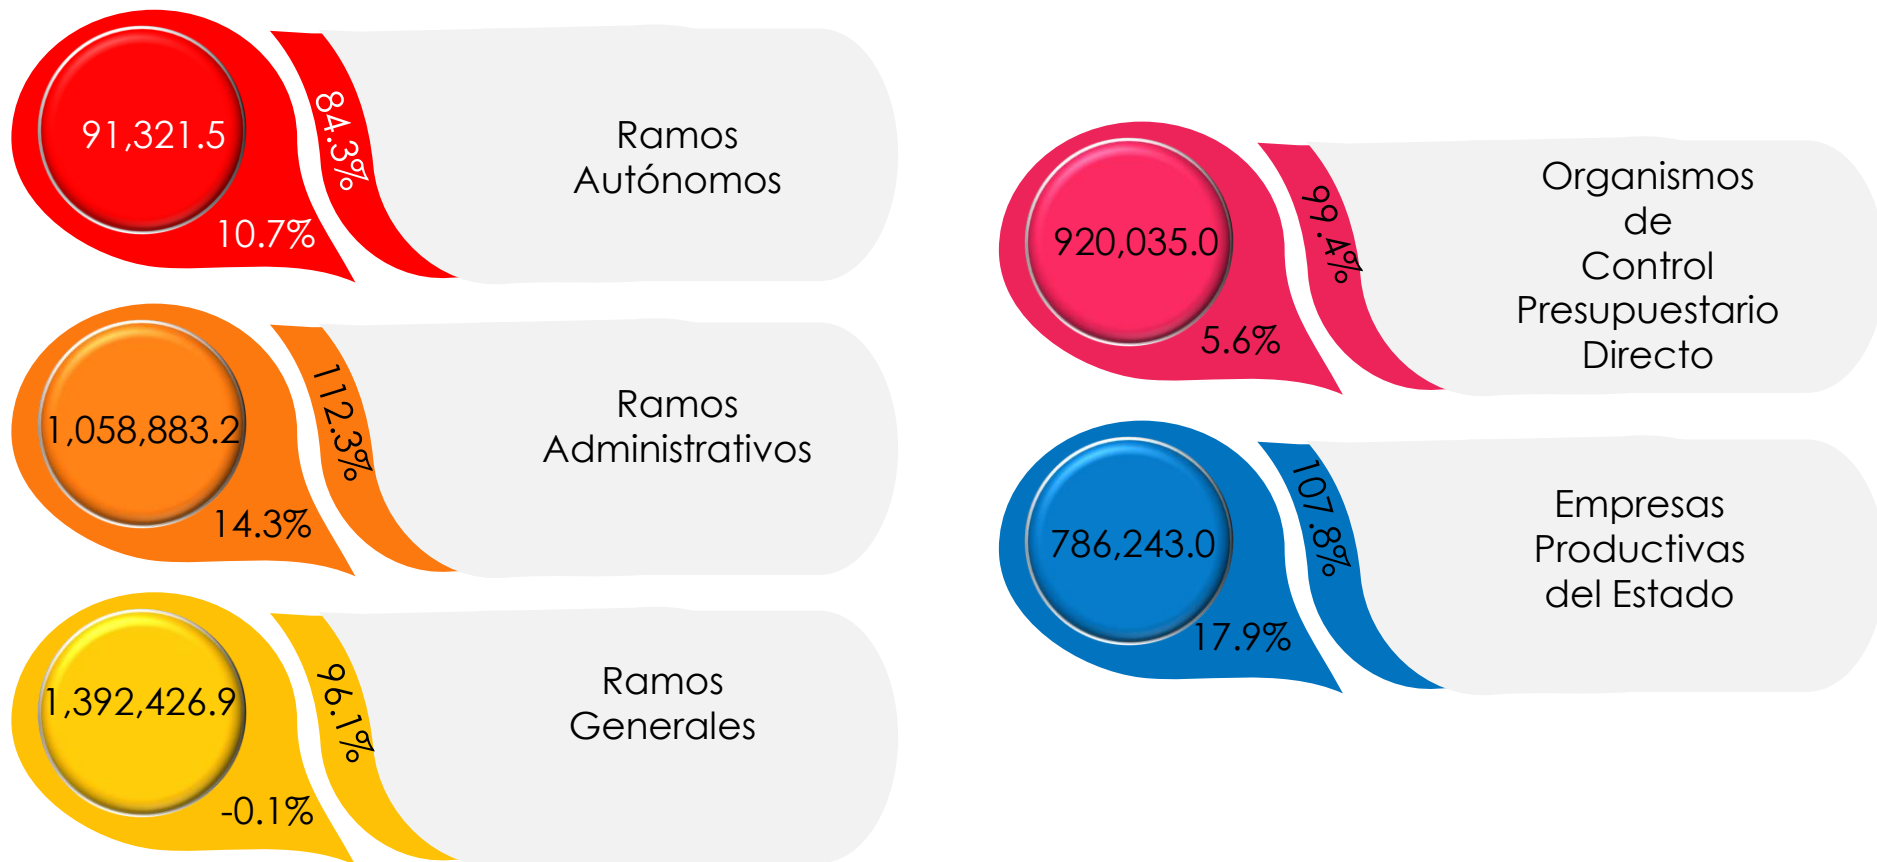 91,321.5
84.3%
10.7%
Ramos
Autónomos
1,058,883.2
112.3%
14.3%
Ramos
Administrativos
1,392,426.9
96.1%
-0.1%
Ramos
Generales
920,035.0
99.4%
5.6%
Organismos
de
Control
Presupuestario
Directo
786,243.0
107.8%
17.9%
Empresas
Productivas
del Estado